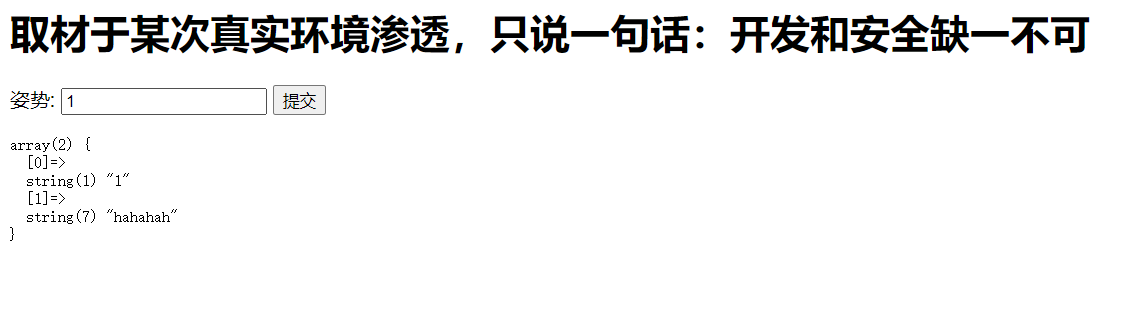 取材于某次真实环境渗透，只说一句话：开发和安全缺一不可
姿势: 1 提交
array(2) {
  [0]=>
  string(1) "1"
  [1]=>
  string(7) "hahahah"
}